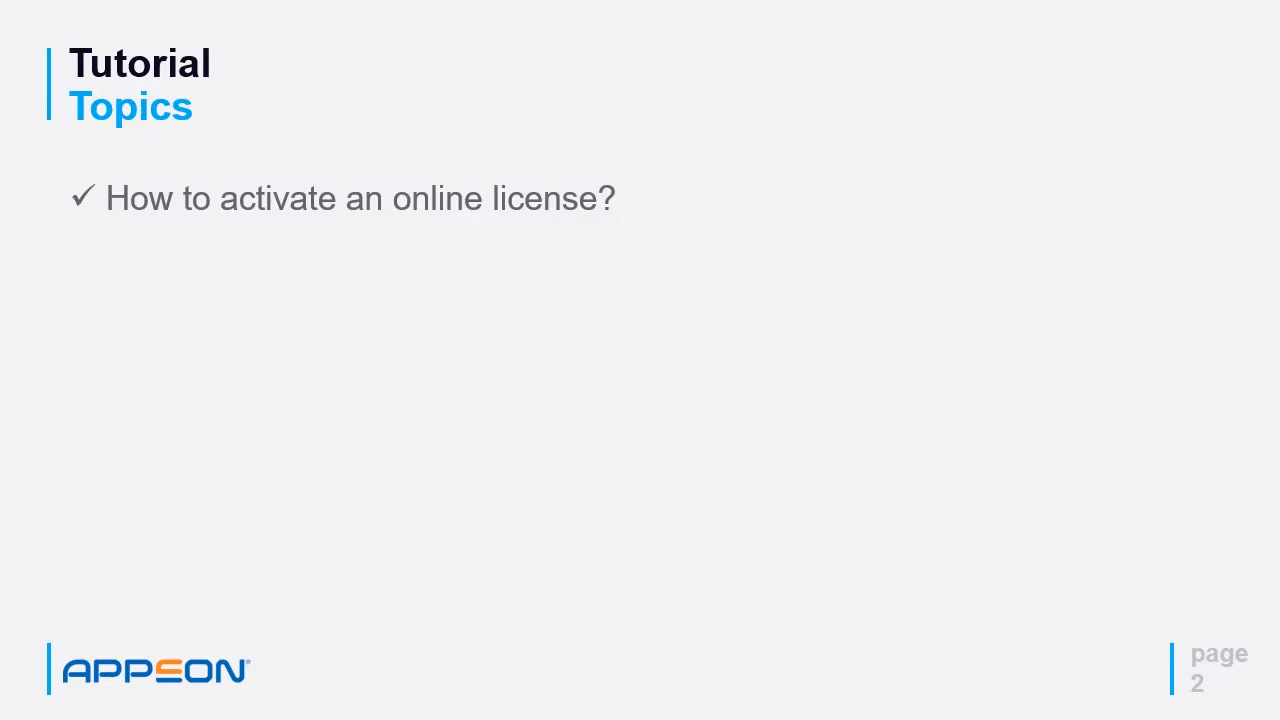 Tutorial
Topics
✓ How to activate an online license?
APPEON®
page
2